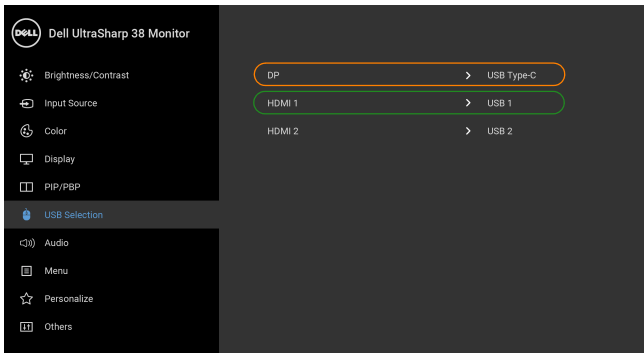 DELL Dell UltraSharp 38 Monitor
Brightness/Contrast
Input Source
Color
Display
PIP/PBP
USB Selection
Audio
Menu
Personalize
Others
DP > USB Type-C
HDMI 1 > USB 1
HDMI 2 > USB 2